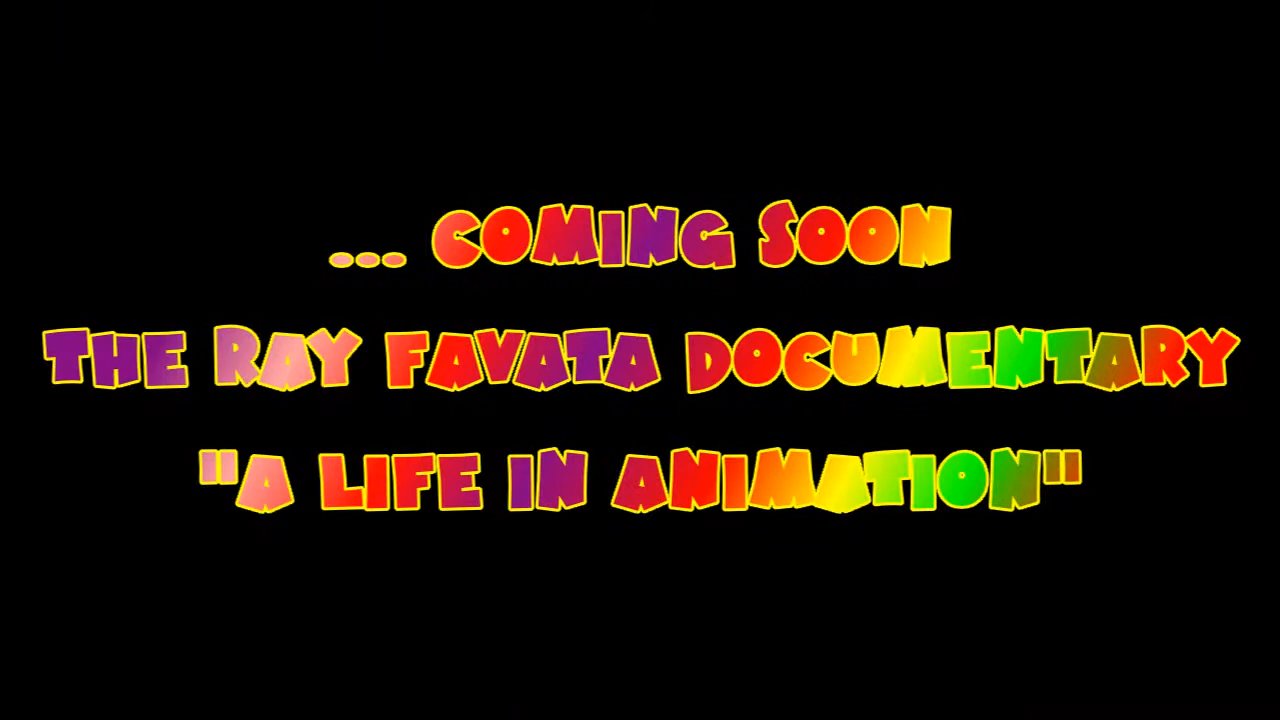 ... COMING SOON
THE RAY FAVATA DOCUMENTARY
"A LIFE IN ANIMATION"